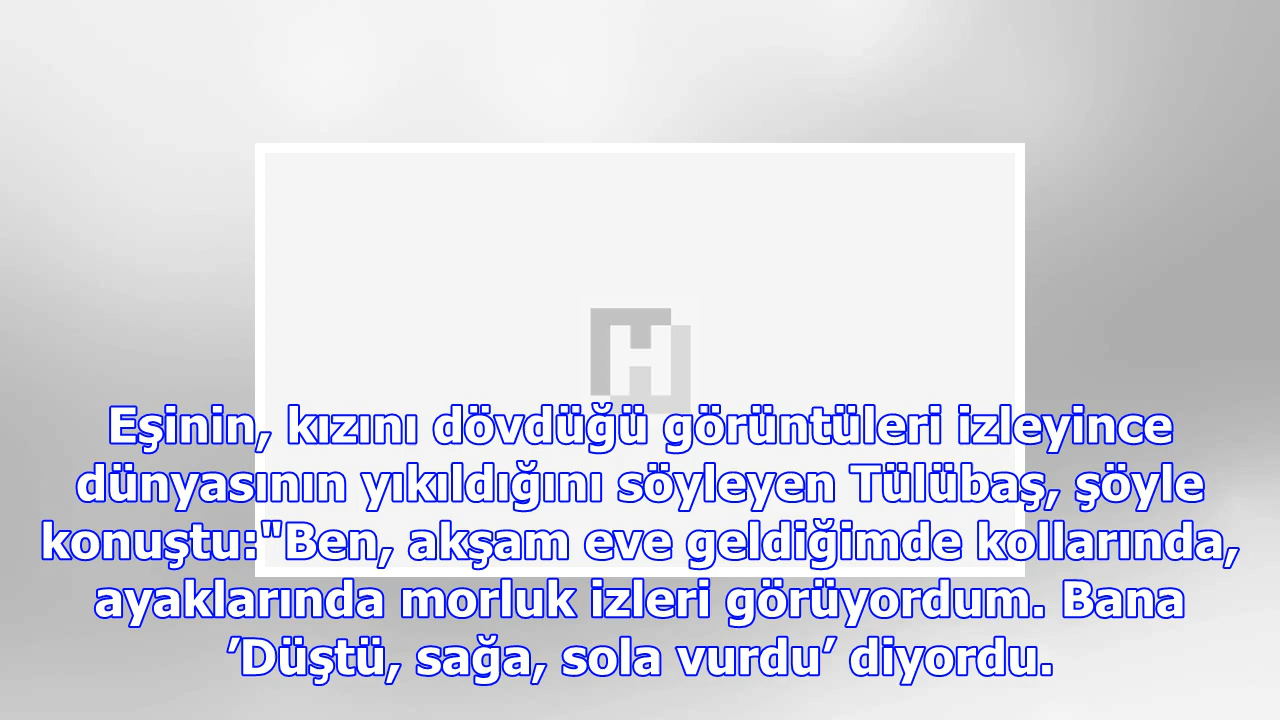 H
Eşinin, kızını dövdüğü görüntüleri izleyince
dünyasının yıkıldığını söyleyen Tülübaş, şöyle
konuştu:"Ben, akşam eve geldiğimde kollarında,
ayaklarında morluk izleri görüyordum. Bana
’Düştü, sağa, sola vurdu’ diyordu.